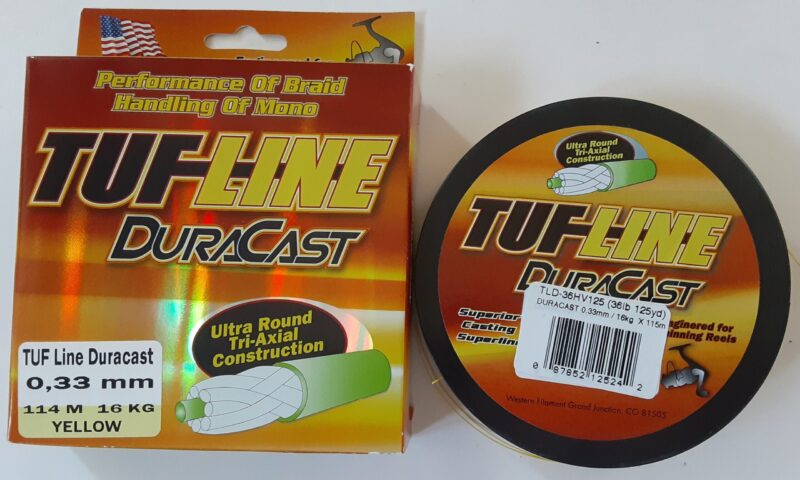 Performance Of Braid
Handling Of Mono
TUF-LINE
DURACAST
Ultra Round
Tri-Axial
Construction
TUF Line Duracast
0,33 mm
114 M 16 KG
YELLOW
Ultra Round
Tri-Axial
Construction
TUF-LINE
DURACAST
TLD-36HV125 (36lb 125yd)
DURACAST 0.33mm / 16kg X 115m
0 87852 12524 2
Superior
Casting
Superline
Spinning Reels
Western Filament Grand Junction, CO 81505